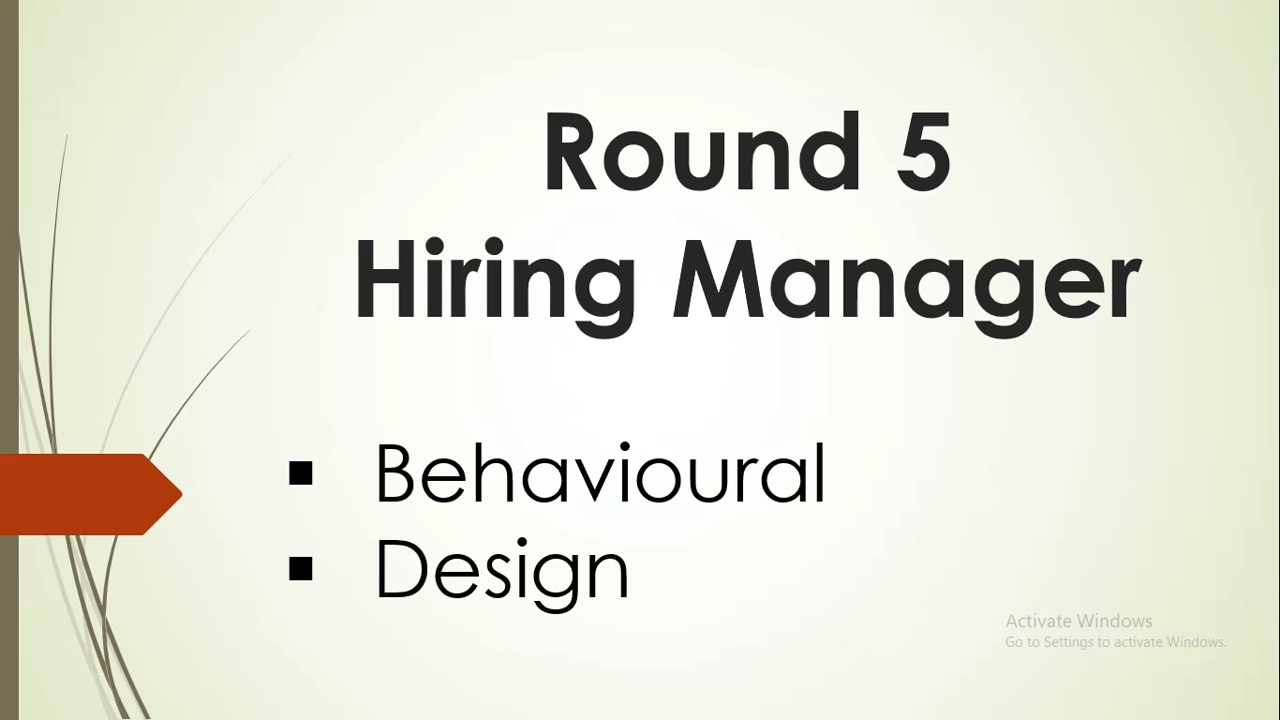 Round 5
Hiring Manager
▪ Behavioural
▪ Design
Activate Windows
Go to Settings to activate Windows.